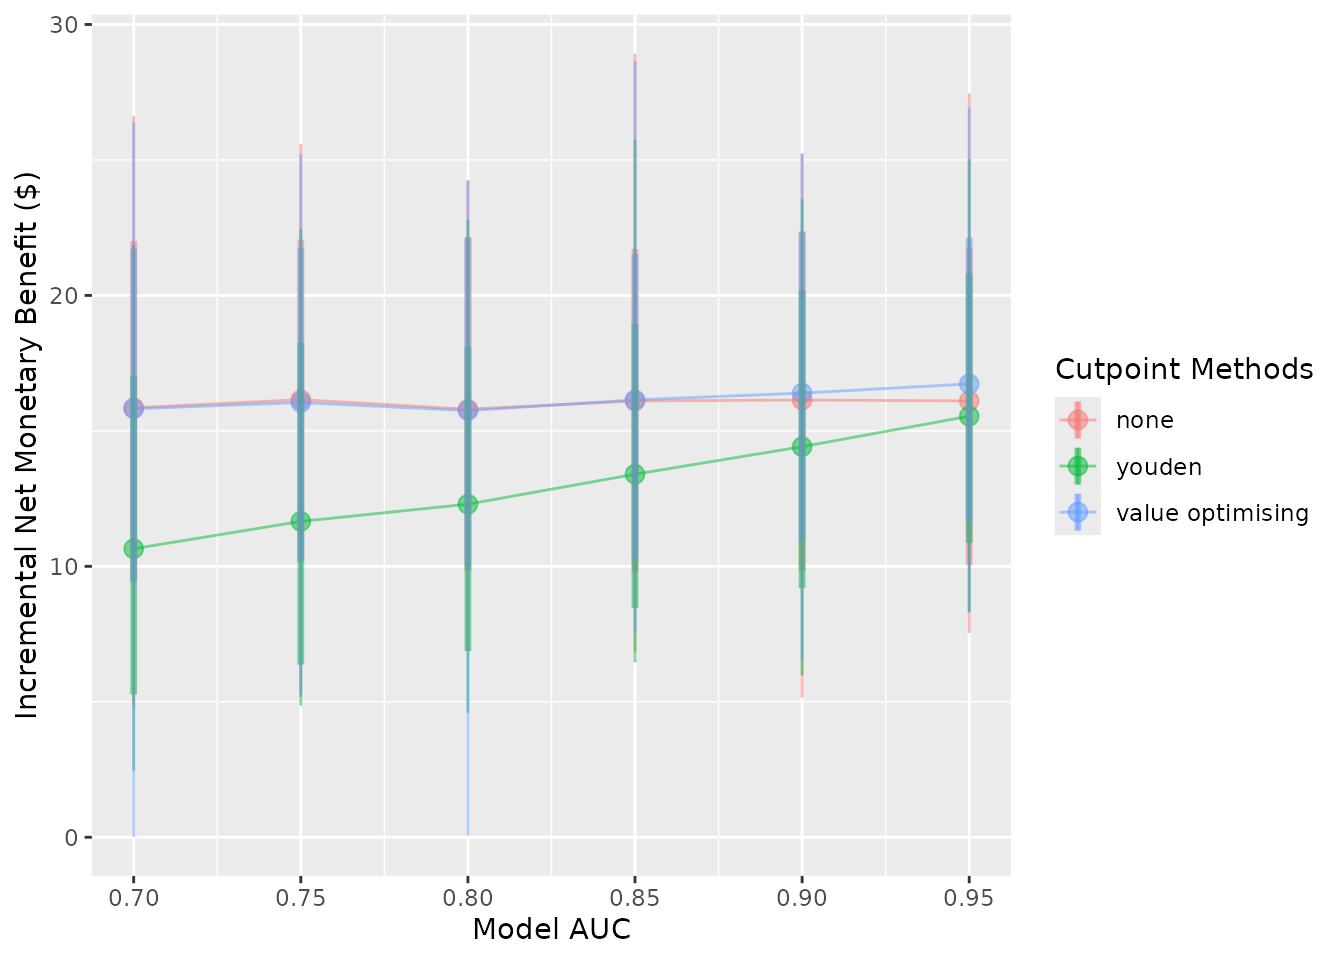 Incremental Net Monetary Benefit ($)
30
20
10
0
0.70 0.75 0.80 0.85 0.90 0.95
Model AUC
Cutpoint Methods
none
youden
value optimising